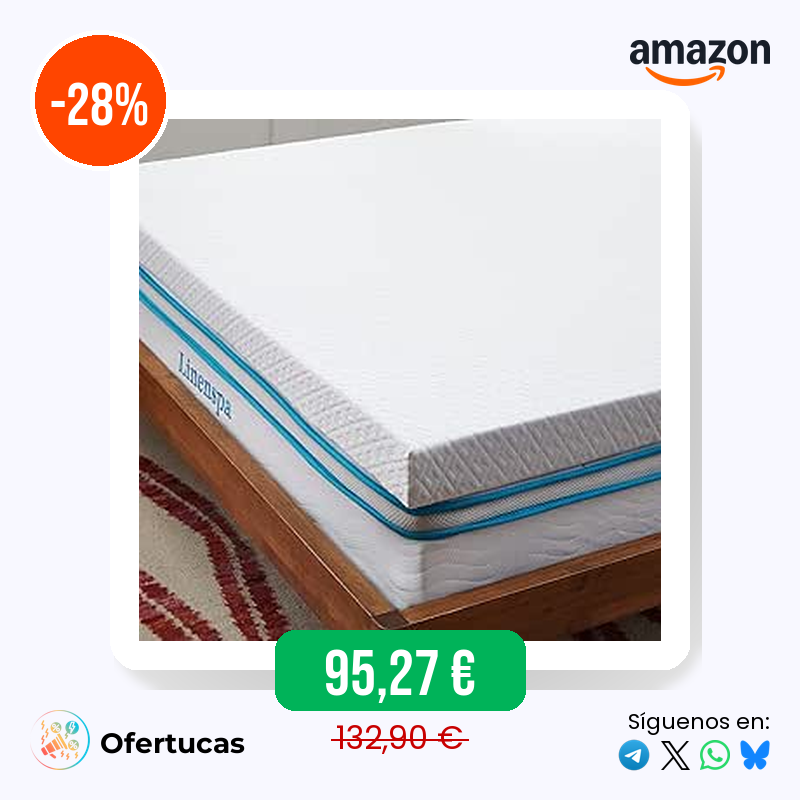 -28%
amazon
Linenspa
95,27 €
132,90 €
Ofertucas
Síguenos en: